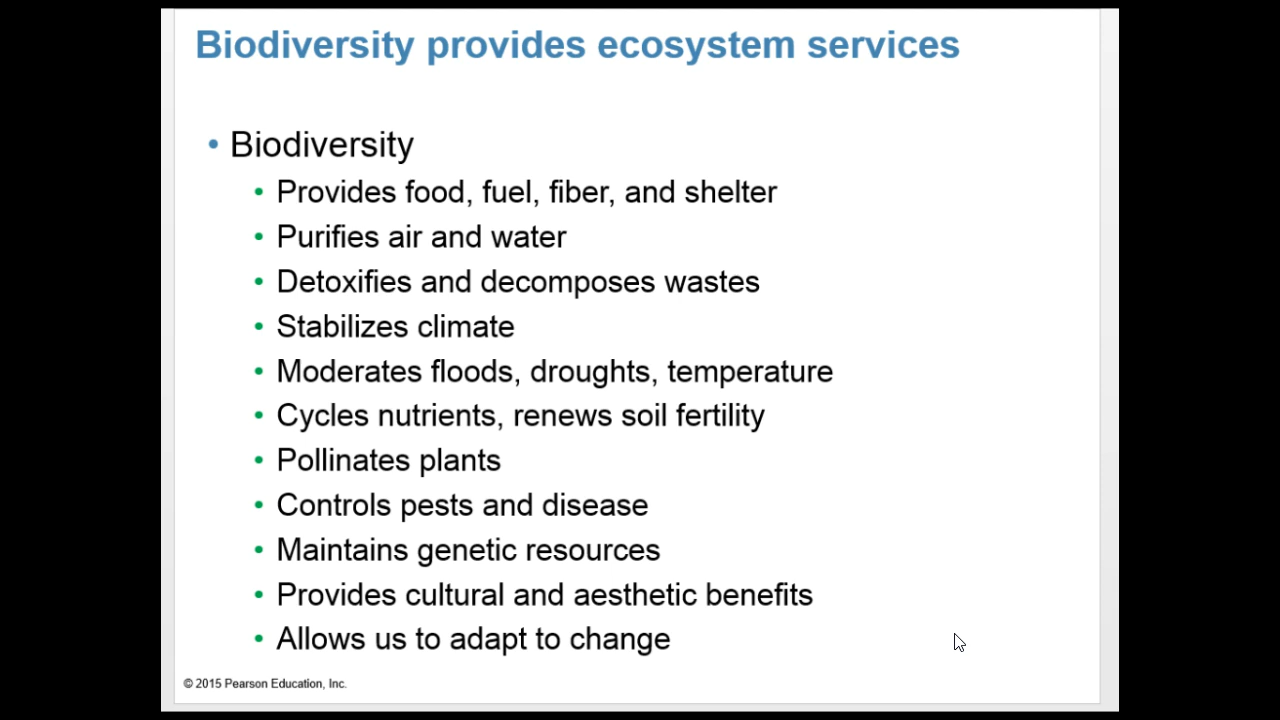 Biodiversity provides ecosystem services
• Biodiversity
• Provides food, fuel, fiber, and shelter
• Purifies air and water
• Detoxifies and decomposes wastes
• Stabilizes climate
• Moderates floods, droughts, temperature
• Cycles nutrients, renews soil fertility
• Pollinates plants
• Controls pests and disease
• Maintains genetic resources
• Provides cultural and aesthetic benefits
• Allows us to adapt to change
© 2015 Pearson Education, Inc.